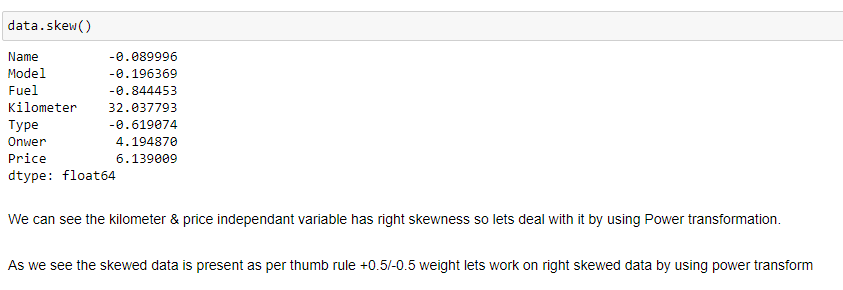 data.skew()
Name -0.089996
Model -0.196369
Fuel -0.844453
Kilometer 32.037793
Type -0.619074
Onwer 4.194870
Price 6.139009
dtype: float64
We can see the kilometer & price independant variable has right skewness so lets deal with it by using Power transformation.
As we see the skewed data is present as per thumb rule +0.5/-0.5 weight lets work on right skewed data by using power transform